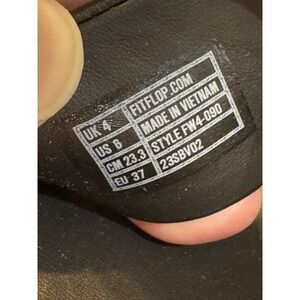 UK 4 FITFLOP.COM
US 6 MADE IN VIETNAM
CM 23.3 STYLE FW4-090
EU 37 23SBV02